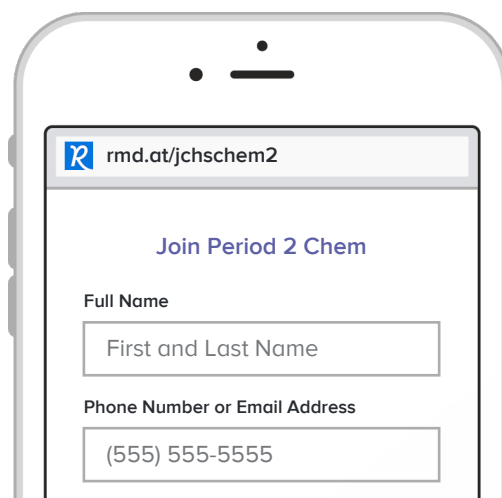 rmd.at/jchschem2
Join Period 2 Chem
Full Name
First and Last Name
Phone Number or Email Address
(555) 555-5555